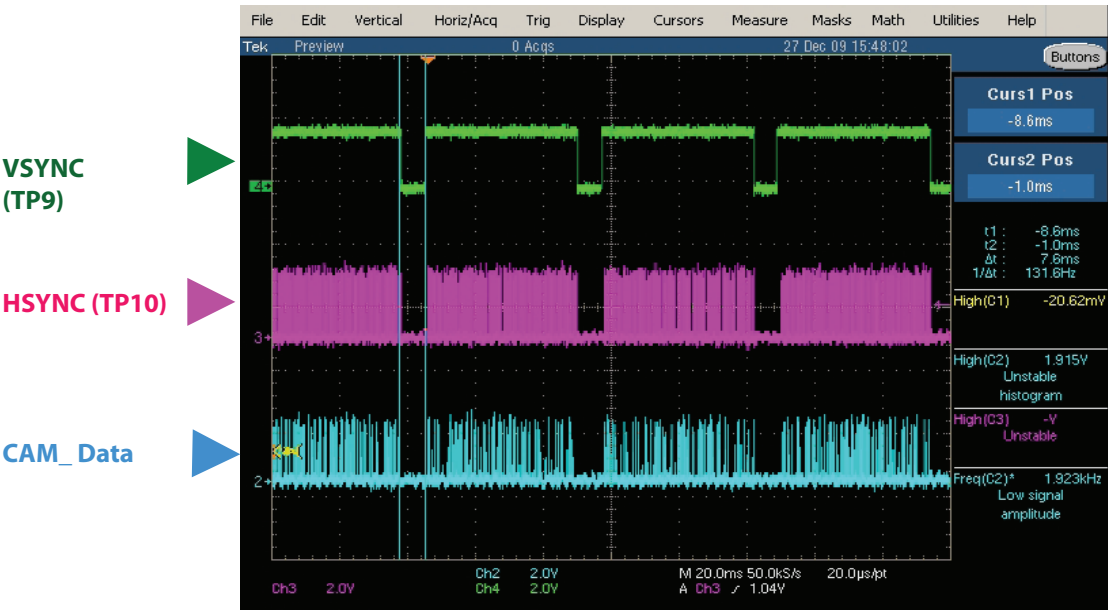 File Edit Vertical Horiz/Acq Trig Display Cursors Measure Masks Math Utilities Help
Tek Preview 0 Acqs 27 Dec 09 15:48:02
Buttons
Curs1 Pos
-8.6ms
Curs2 Pos
-1.0ms
t1 : -8.6ms
t2 : -1.0ms
Δt : 7.6ms
1/Δt : 131.6Hz
High(C1) -20.62mV
High(C2) 1.915V
Unstable
histogram
High(C3) -V
Unstable
Freq(C2)* 1.923kHz
Low signal
amplitude
VSYNC
(TP9)
HSYNC (TP10)
CAM_ Data
4
3
2
Ch2 2.0V M 20.0ms 50.0kS/s 20.0µs/pt
Ch3 2.0V Ch4 2.0V A Ch3 ∕ 1.04V